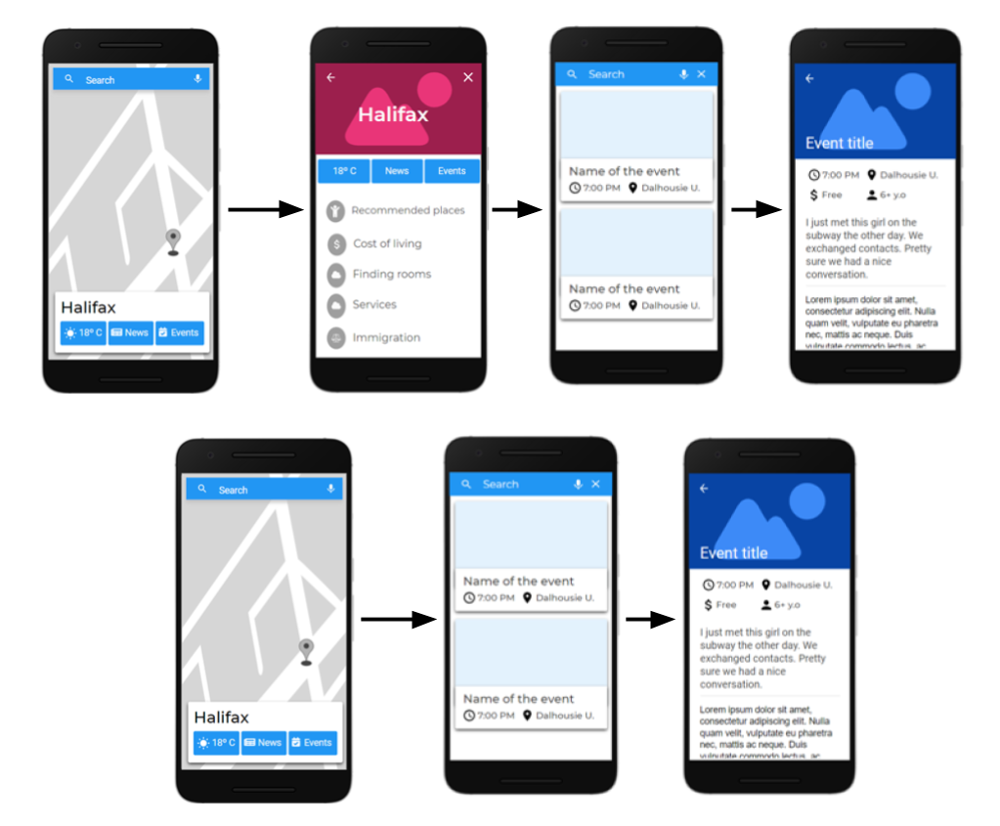 Search
Halifax
18º C News Events
Halifax
18º C News Events
Recommended places
Cost of living
Finding rooms
Services
Immigration
Search
Name of the event
7:00 PM Dalhousie U.
Name of the event
7:00 PM Dalhousie U.
Event title
7:00 PM Dalhousie U.
Free 6+ y.o
I just met this girl on the
subway the other day. We
exchanged contacts. Pretty
sure we had a nice
conversation.
Lorem ipsum dolor sit amet,
consectetur adipiscing elit. Nulla
quam velit, vulputate eu pharetra
nec, mattis ac neque. Duis
vulputate commodo lectus, ac
Search
Halifax
18º C News Events
Search
Name of the event
7:00 PM Dalhousie U.
Name of the event
7:00 PM Dalhousie U.
Event title
7:00 PM Dalhousie U.
Free 6+ y.o
I just met this girl on the
subway the other day. We
exchanged contacts. Pretty
sure we had a nice
conversation.
Lorem ipsum dolor sit amet,
consectetur adipiscing elit. Nulla
quam velit, vulputate eu pharetra
nec, mattis ac neque. Duis
vulputate commodo lectus, ac